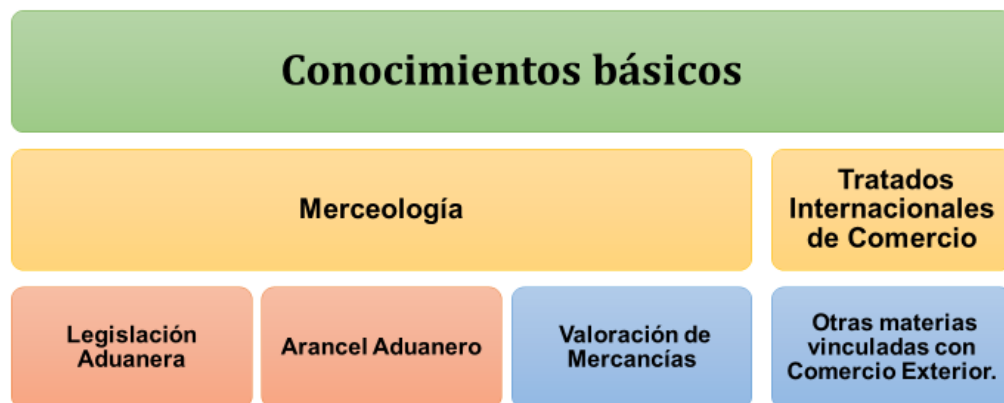 Conocimientos básicos
Merceología
Tratados
Internacionales
de Comercio
Legislación
Aduanera
Arancel Aduanero
Valoración de
Mercancías
Otras materias
vinculadas con
Comercio Exterior.